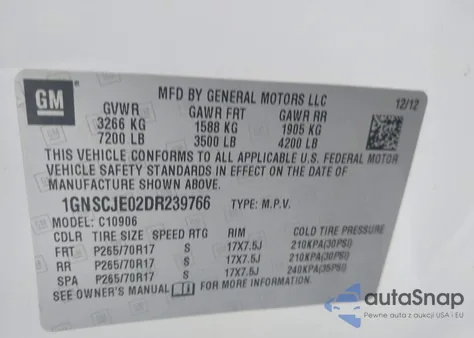 GM
MFD BY GENERAL MOTORS LLC 12/12
GVWR GAWR FRT GAWR RR
3266 KG 1588 KG 1905 KG
7200 LB 3500 LB 4200 LB
THIS VEHICLE CONFORMS TO ALL APPLICABLE U.S. FEDERAL MOTOR
VEHICLE SAFETY STANDARDS IN EFFECT ON THE DATE OF
MANUFACTURE SHOWN ABOVE.
1GNSCJE02DR239766 TYPE: M.P.V.
MODEL: C10906
CDLR TIRE SIZE SPEED RTG RIM COLD TIRE PRESSURE
FRT P265/70R17 S 17X7.5J 210KPA(30PSI)
RR P265/70R17 S 17X7.5J 210KPA(30PSI)
SPA P265/70R17 S 17X7.5J 240KPA(35PSI)
SEE OWNER'S MANUAL FOR MORE INFORMATION.
autaSnap
Pewne auta z aukcji USA i EU